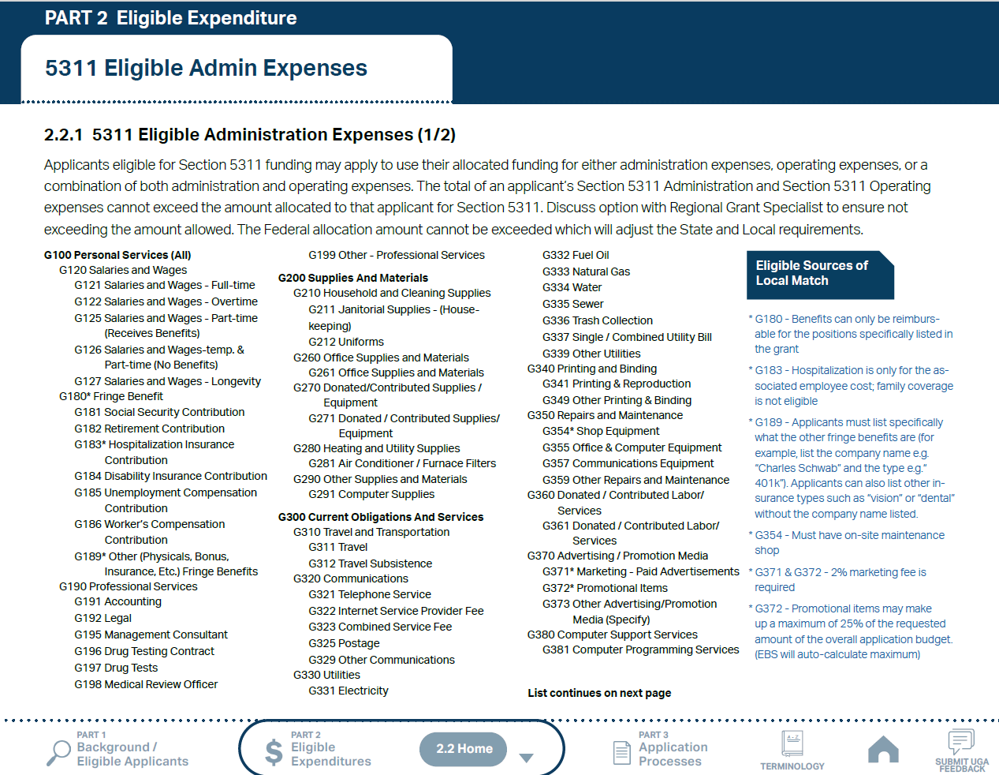 PART 2 Eligible Expenditure
5311 Eligible Admin Expenses
2.2.1 5311 Eligible Administration Expenses (1/2)
Applicants eligible for Section 5311 funding may apply to use their allocated funding for either administration expenses, operating expenses, or a
combination of both administration and operating expenses. The total of an applicant's Section 5311 Administration and Section 5311 Operating
expenses cannot exceed the amount allocated to that applicant for Section 5311. Discuss option with Regional Grant Specialist to ensure not
exceeding the amount allowed. The Federal allocation amount cannot be exceeded which will adjust the State and Local requirements.
G100 Personal Services (All)
G120 Salaries and Wages
G121 Salaries and Wages - Full-time
G122 Salaries and Wages - Overtime
G125 Salaries and Wages - Part-time
(Receives Benefits)
G126 Salaries and Wages-temp. &
Part-time (No Benefits)
G127 Salaries and Wages - Longevity
G180* Fringe Benefit
G181 Social Security Contribution
G182 Retirement Contribution
G183* Hospitalization Insurance
Contribution
G184 Disability Insurance Contribution
G185 Unemployment Compensation
Contribution
G186 Worker's Compensation
Contribution
G189* Other (Physicals, Bonus,
Insurance, Etc.) Fringe Benefits
G190 Professional Services
G191 Accounting
G192 Legal
G195 Management Consultant
G196 Drug Testing Contract
G197 Drug Tests
G198 Medical Review Officer
G199 Other - Professional Services
G200 Supplies And Materials
G210 Household and Cleaning Supplies
G211 Janitorial Supplies - (House-
keeping)
G212 Uniforms
G260 Office Supplies and Materials
G261 Office Supplies and Materials
G270 Donated/Contributed Supplies /
Equipment
G271 Donated / Contributed Supplies/
Equipment
G280 Heating and Utility Supplies
G281 Air Conditioner / Furnace Filters
G290 Other Supplies and Materials
G291 Computer Supplies
G300 Current Obligations And Services
G310 Travel and Transportation
G311 Travel
G312 Travel Subsistence
G320 Communications
G321 Telephone Service
G322 Internet Service Provider Fee
G323 Combined Service Fee
G325 Postage
G329 Other Communications
G330 Utilities
G331 Electricity
G332 Fuel Oil
G333 Natural Gas
G334 Water
G335 Sewer
G336 Trash Collection
G337 Single / Combined Utility Bill
G339 Other Utilities
G340 Printing and Binding
G341 Printing & Reproduction
G349 Other Printing & Binding
G350 Repairs and Maintenance
G354* Shop Equipment
G355 Office & Computer Equipment
G357 Communications Equipment
G359 Other Repairs and Maintenance
G360 Donated / Contributed Labor/
Services
G361 Donated / Contributed Labor/
Services
G370 Advertising / Promotion Media
G371* Marketing - Paid Advertisements
G372* Promotional Items
G373 Other Advertising/Promotion
Media (Specify)
G380 Computer Support Services
G381 Computer Programming Services
List continues on next page
Eligible Sources of
Local Match
* G180 - Benefits can only be reimburs-
able for the positions specifically listed in
the grant
* G183 - Hospitalization is only for the as-
sociated employee cost; family coverage
is not eligible
* G189 - Applicants must list specifically
what the other fringe benefits are (for
example, list the company name e.g.
"Charles Schwab" and the type e.g."
401k"). Applicants can also list other in-
surance types such as "vision" or "dental"
without the company name listed.
* G354 - Must have on-site maintenance
shop
* G371 & G372 - 2% marketing fee is
required
* G372 - Promotional items may make
up a maximum of 25% of the requested
amount of the overall application budget.
(EBS will auto-calculate maximum)
PART 1
Background /
Eligible Applicants
$
PART 2
Eligible
Expenditures
2.2 Home
PART 3
Application
Processes
A-Z
TERMINOLOGY
SUBMIT UGA
FEEDBACK